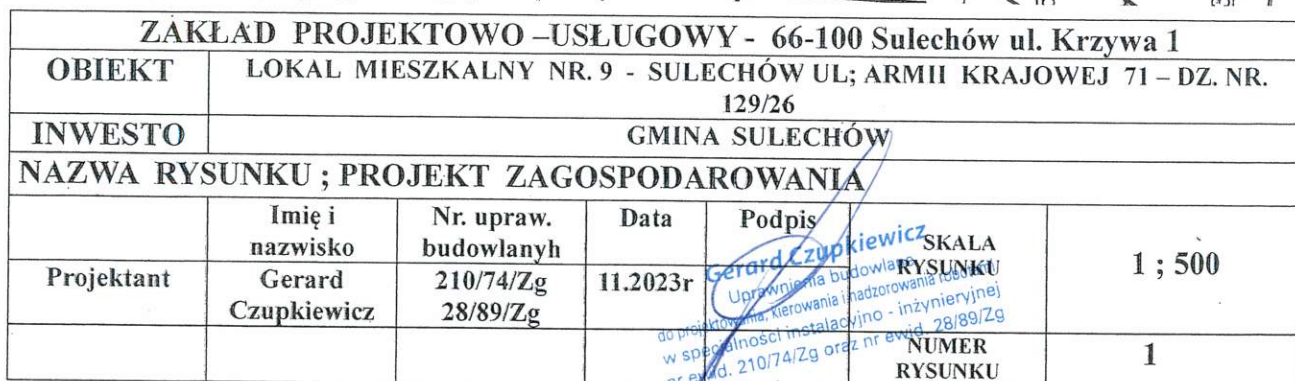 ZAKŁAD PROJEKTOWO –USŁUGOWY - 66-100 Sulechów ul. Krzywa 1
OBIEKT LOKAL MIESZKALNY NR. 9 - SULECHÓW UL; ARMII KRAJOWEJ 71 – DZ. NR.
129/26
INWESTO GMINA SULECHÓW
NAZWA RYSUNKU ; PROJEKT ZAGOSPODAROWANIA
Imię i nazwisko Nr. upraw. budowlanyh Data Podpis SKALA RYSUNKU 1 ; 500
Projektant Gerard Czupkiewicz 210/74/Zg 28/89/Zg 11.2023r
Gerard Czupkiewicz
Uprawnienia budowlane
do projektowania, kierowania i nadzorowania robotami
w specjalności instalacyjno - inżynieryjnej
nr ewid. 210/74/Zg oraz nr ewid. 28/89/Zg
NUMER RYSUNKU 1